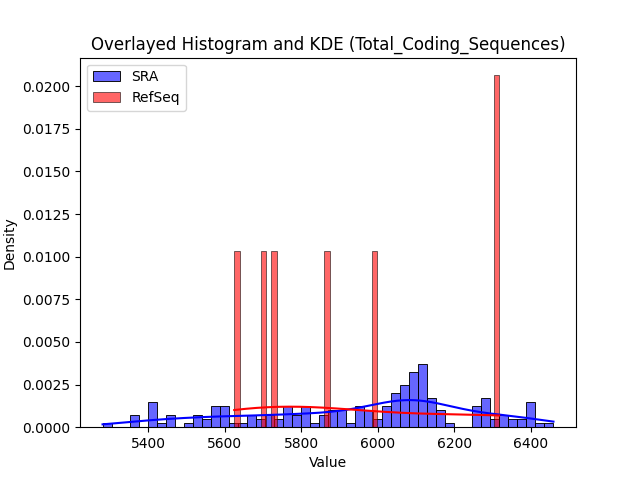 Overlayed Histogram and KDE (Total_Coding_Sequences)
SRA
RefSeq
0.0200
0.0175
0.0150
0.0125
0.0100
0.0075
0.0050
0.0025
0.0000
Density
5400 5600 5800 6000 6200 6400
Value